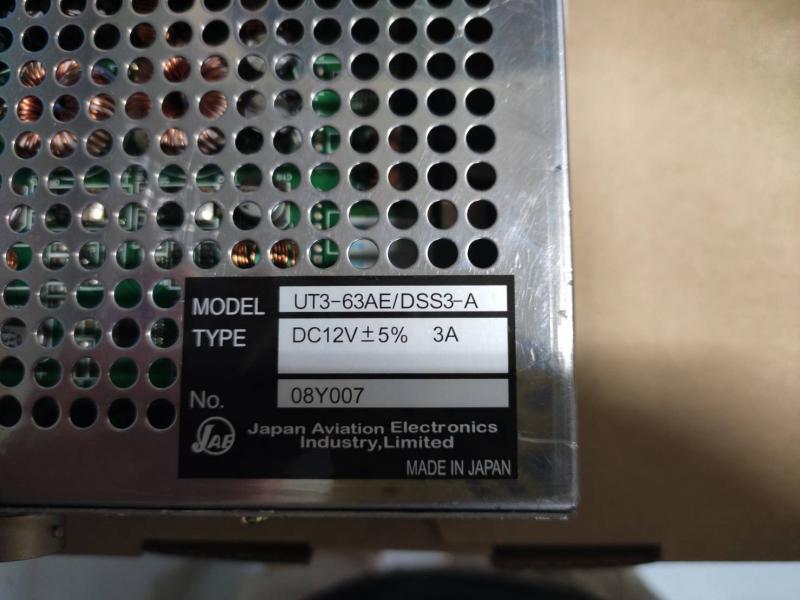 MODEL UT3-63AE/DSS3-A
TYPE DC12V±5% 3A
No. 08Y007
JAE Japan Aviation Electronics
Industry,Limited
MADE IN JAPAN